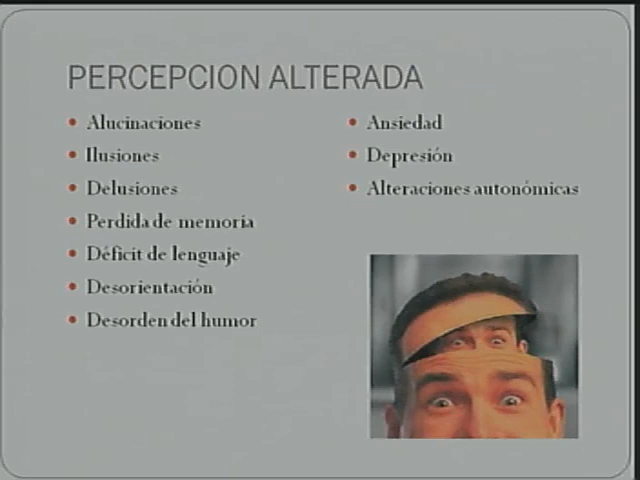 PERCEPCION ALTERADA
Alucinaciones
Ilusiones
Delusiones
Perdida de memoria
Déficit de lenguaje
Desorientación
Desorden del humor
Ansiedad
Depresión
Alteraciones autonómicas